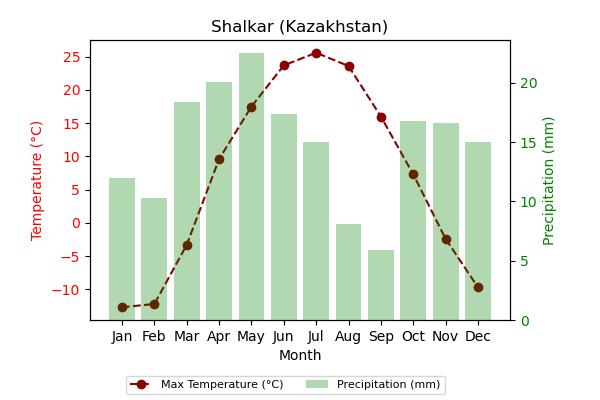 Shalkar (Kazakhstan)
25
20
15
10
5
0
−5
−10
Temperature (°C)
20
15
10
5
0
Precipitation (mm)
Jan Feb Mar Apr May Jun Jul Aug Sep Oct Nov Dec
Month
Max Temperature (°C) Precipitation (mm)